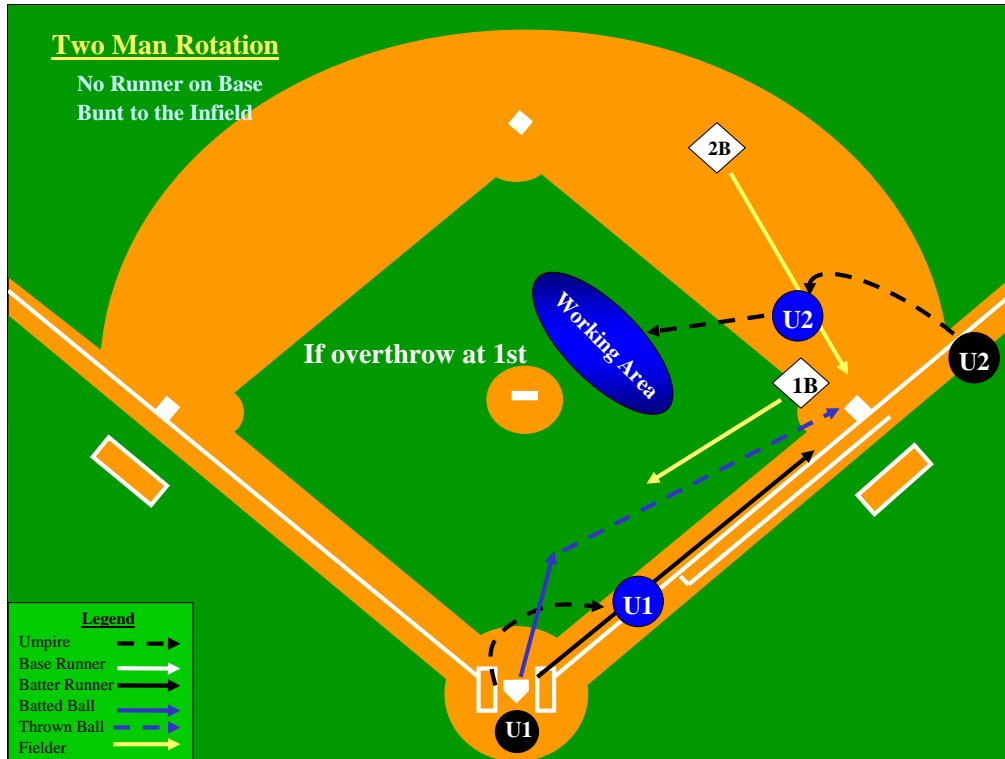 Two Man Rotation
No Runner on Base
Bunt to the Infield
2B
U2
Working Area
U2
If overthrow at 1st
1B
U1
U1
Legend
Umpire
Base Runner
Batter Runner
Batted Ball
Thrown Ball
Fielder